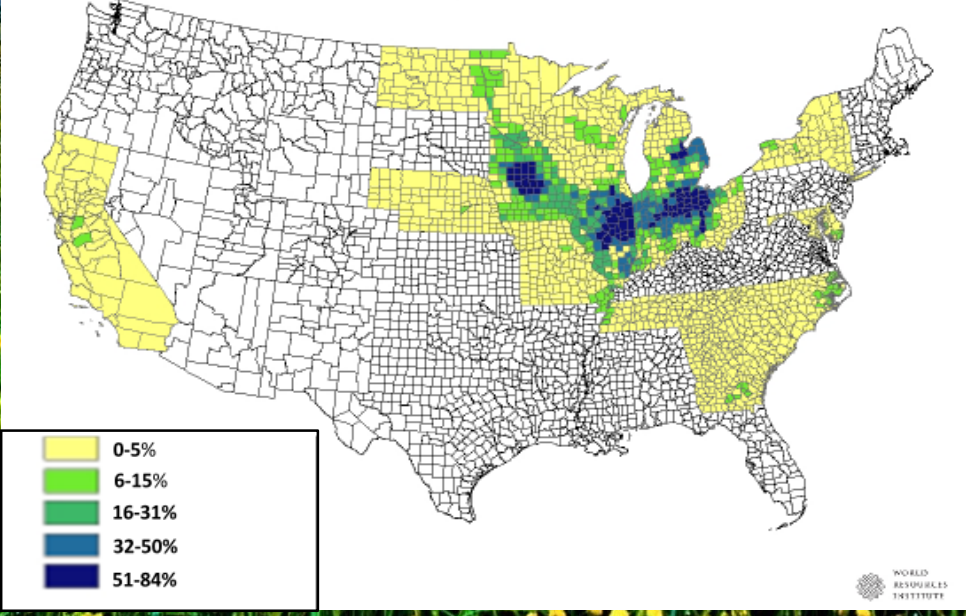 0-5%
6-15%
16-31%
32-50%
51-84%
WORLD
RESOURCES
INSTITUTE